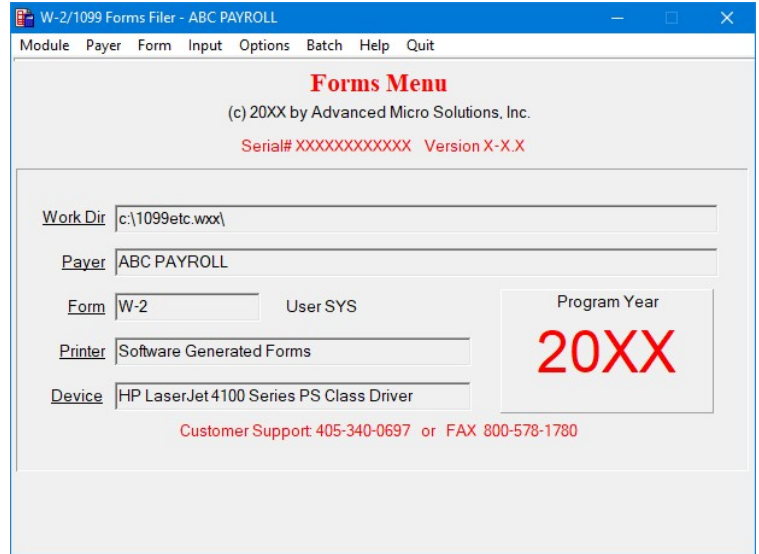 W-2/1099 Forms Filer - ABC PAYROLL
Module Payer Form Input Options Batch Help Quit
Forms Menu
(c) 20XX by Advanced Micro Solutions, Inc.
Serial# XXXXXXXXXXXX Version X-X.X
Work Dir c:\1099etc.wxx\
Payer ABC PAYROLL
Form W-2 User SYS Program Year
20XX
Printer Software Generated Forms
Device HP LaserJet 4100 Series PS Class Driver
Customer Support: 405-340-0697 or FAX 800-578-1780